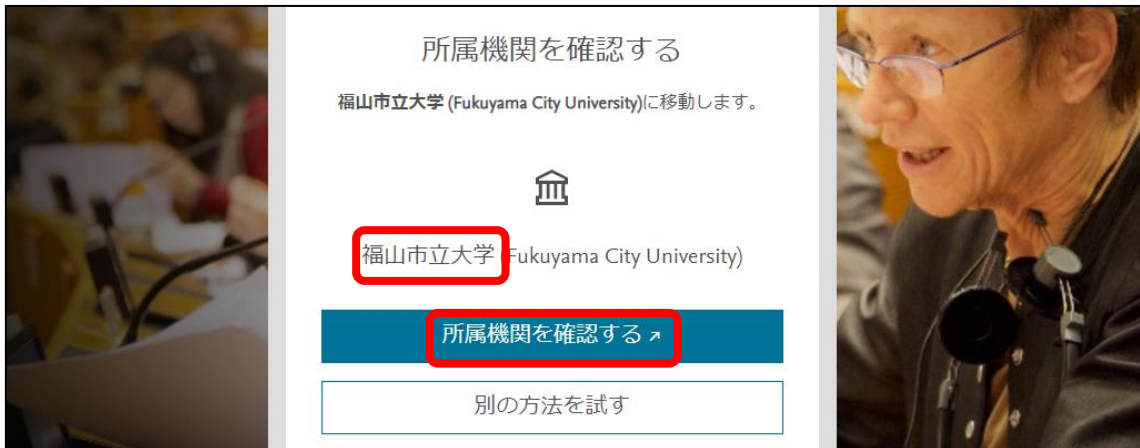 所属機関を確認する
福山市立大学 (Fukuyama City University)に移動します。
福山市立大学 (Fukuyama City University)
所属機関を確認する ↗
別の方法を試す